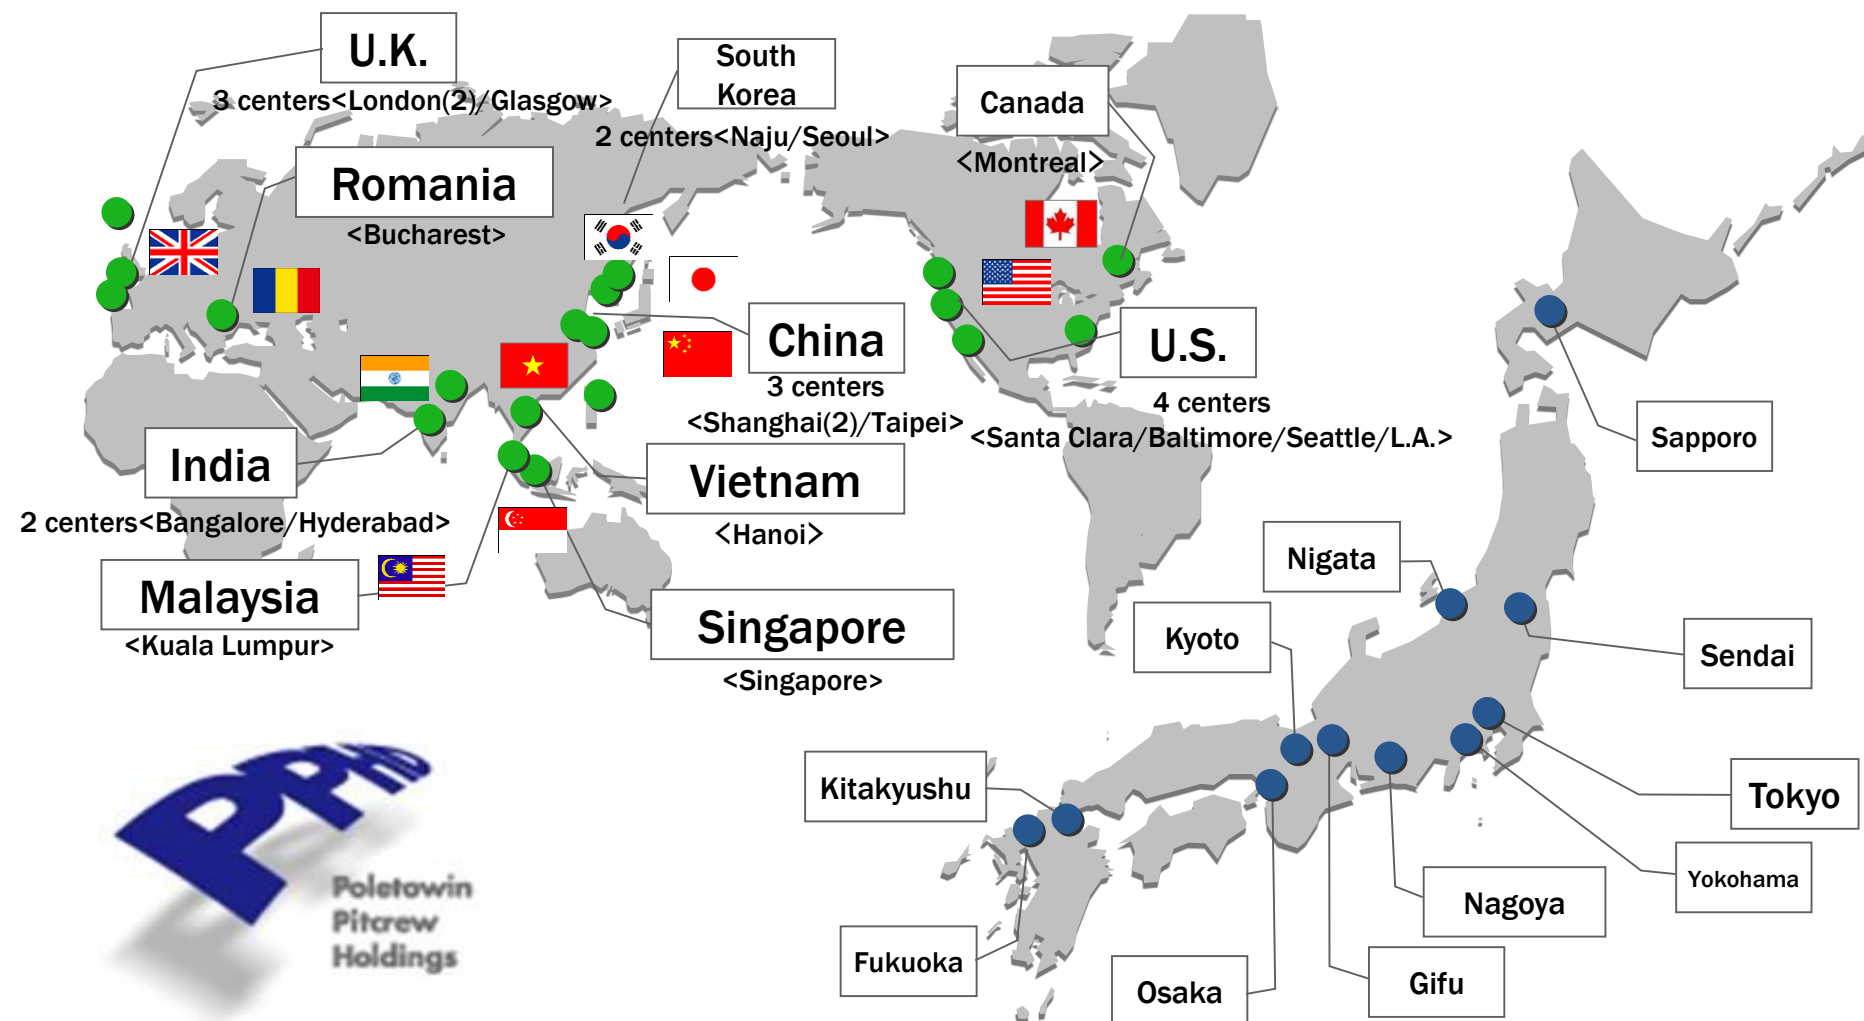 U.K.
3 centers<London(2)/Glasgow>
South
Korea
2 centers<Naju/Seoul>
Canada
<Montreal>
Romania
<Bucharest>
China
3 centers
<Shanghai(2)/Taipei>
U.S.
4 centers
<Santa Clara/Baltimore/Seattle/L.A.>
India
2 centers<Bangalore/Hyderabad>
Vietnam
<Hanoi>
Malaysia
<Kuala Lumpur>
Singapore
<Singapore>
Sapporo
Nigata
Kyoto
Sendai
Kitakyushu
Tokyo
Yokohama
Nagoya
Fukuoka
Gifu
Osaka
PPHD
Poletowin
Pitcrew
Holdings